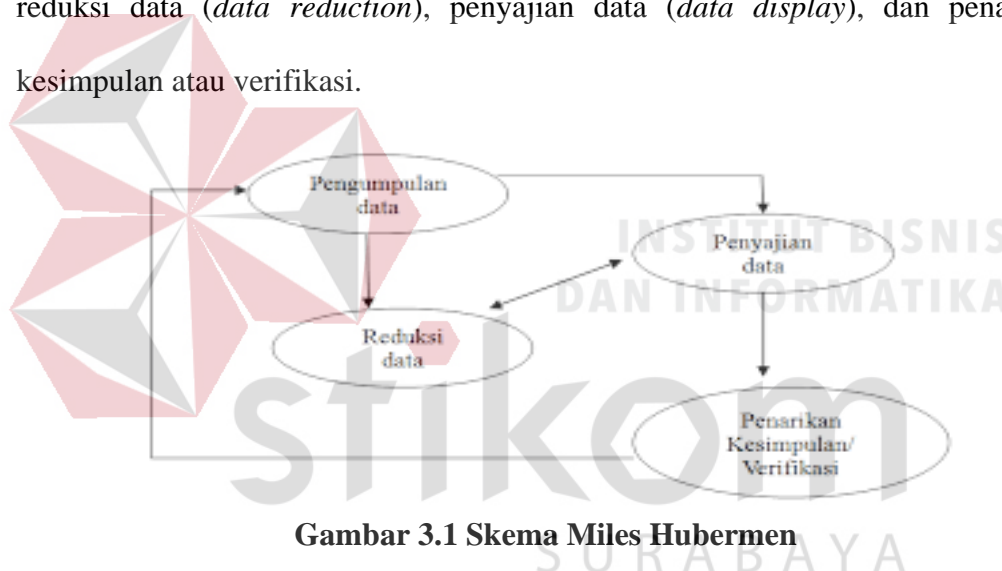 reduksi data (data reduction), penyajian data (data display), dan
kesimpulan atau verifikasi.
Pengumpulan
data
Penyajian
data
Reduksi
data
Penarikan
Kesimpulan/
Verifikasi
INSTITUT BISNIS
DAN INFORMATIKA
stikom
SURABAYA
Gambar 3.1 Skema Miles Hubermen